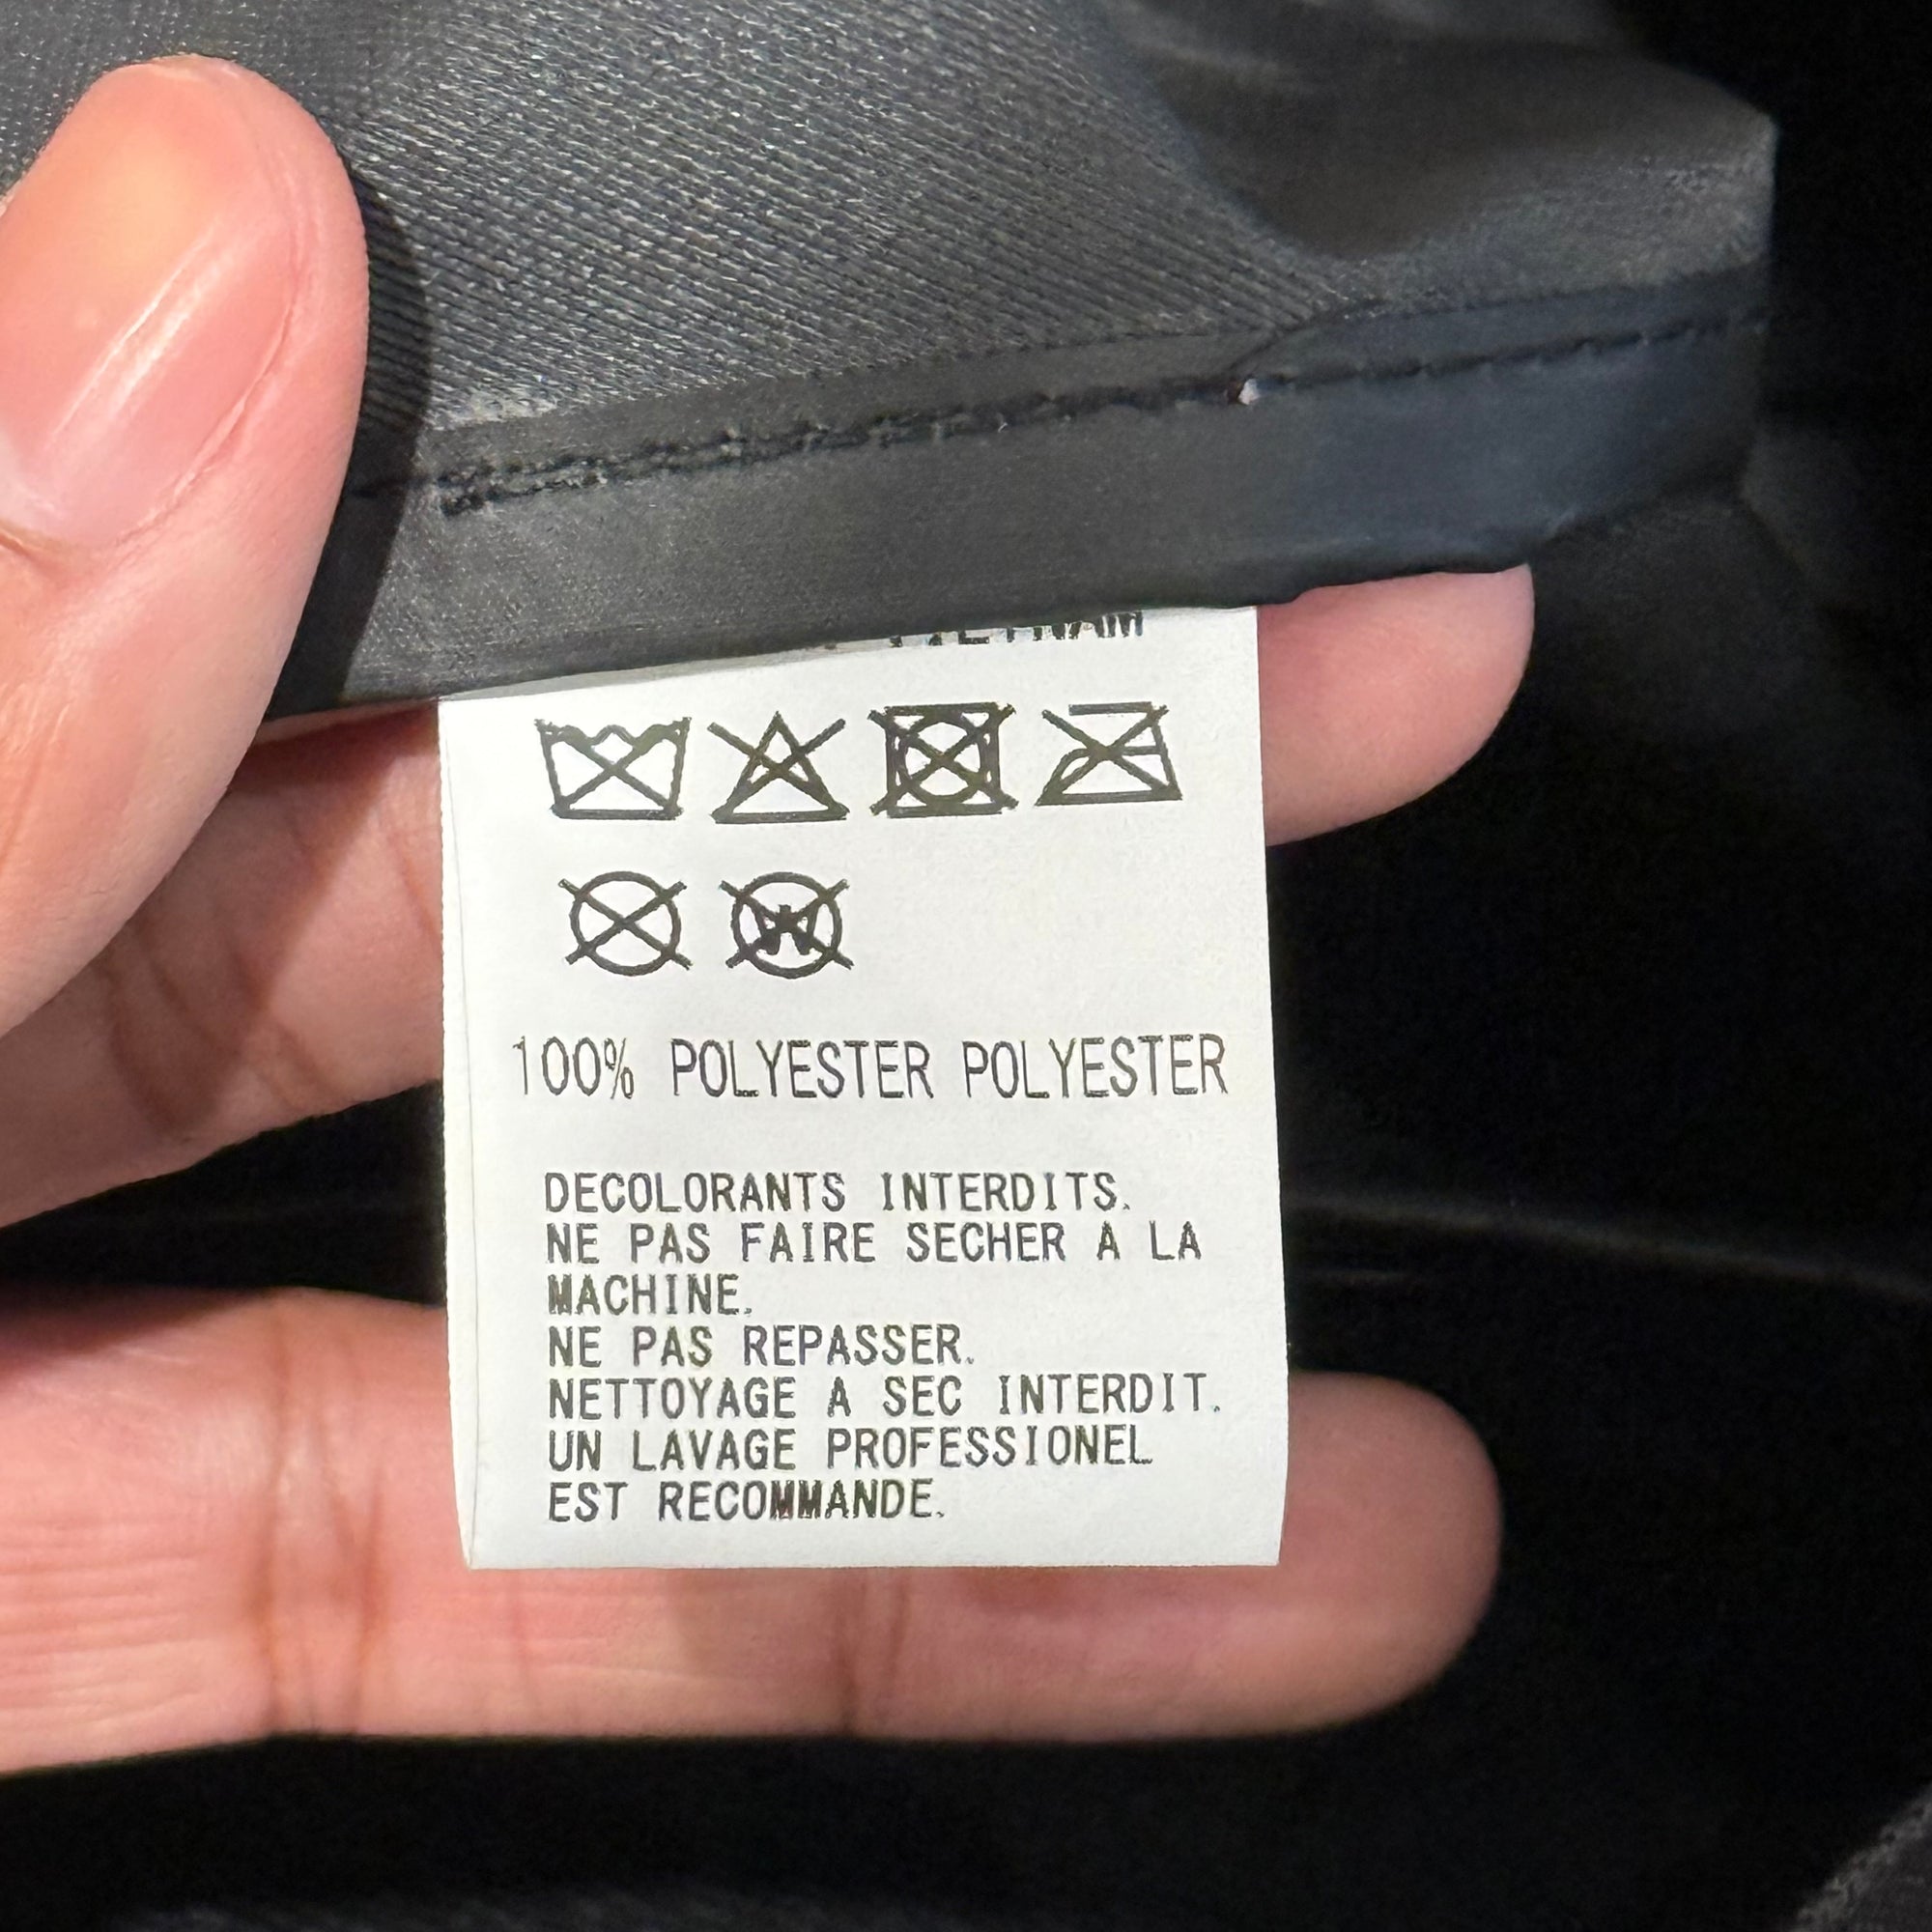 100% POLYESTER POLYESTER
DECOLORANTS INTERDITS.
NE PAS FAIRE SECHER A LA
MACHINE.
NE PAS REPASSER.
NETTOYAGE A SEC INTERDIT.
UN LAVAGE PROFESSIONEL
EST RECOMMANDE.